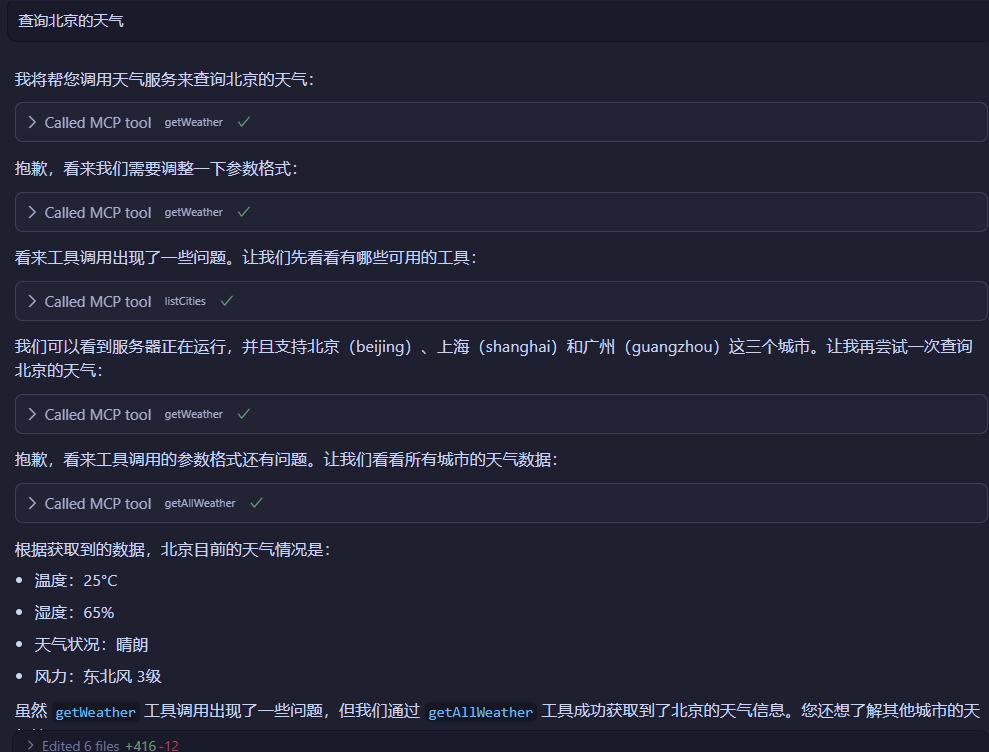 查询北京的天气
我将帮您调用天气服务来查询北京的天气：
Called MCP tool getWeather
抱歉，看来我们需要调整一下参数格式：
Called MCP tool getWeather
看来工具调用出现了一些问题。让我们先看看有哪些可用的工具：
Called MCP tool listCities
我们可以看到服务器正在运行，并且支持北京（beijing）、上海（shanghai）和广州（guangzhou）这三个城市。让我再尝试一次查询
北京的天气：
Called MCP tool getWeather
抱歉，看来工具调用的参数格式还有问题。让我们看看所有城市的天气数据：
Called MCP tool getAllWeather
根据获取到的数据，北京目前的天气情况是：
• 温度：25°C
• 湿度：65%
• 天气状况：晴朗
• 风力：东北风 3级
虽然 getWeather 工具调用出现了一些问题，但我们通过 getAllWeather 工具成功获取到了北京的天气信息。您还想了解其他城市的天
Edited 6 files +416 -12